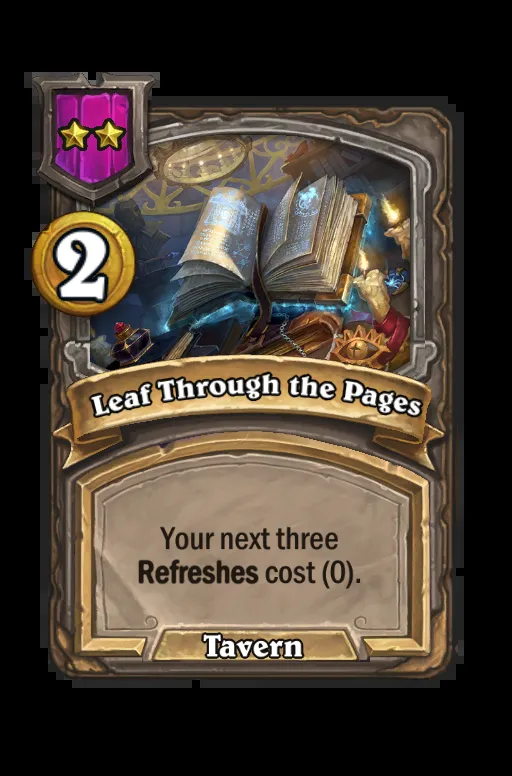 2
Leaf Through the Pages
Your next three
Refreshes cost (0).
Tavern